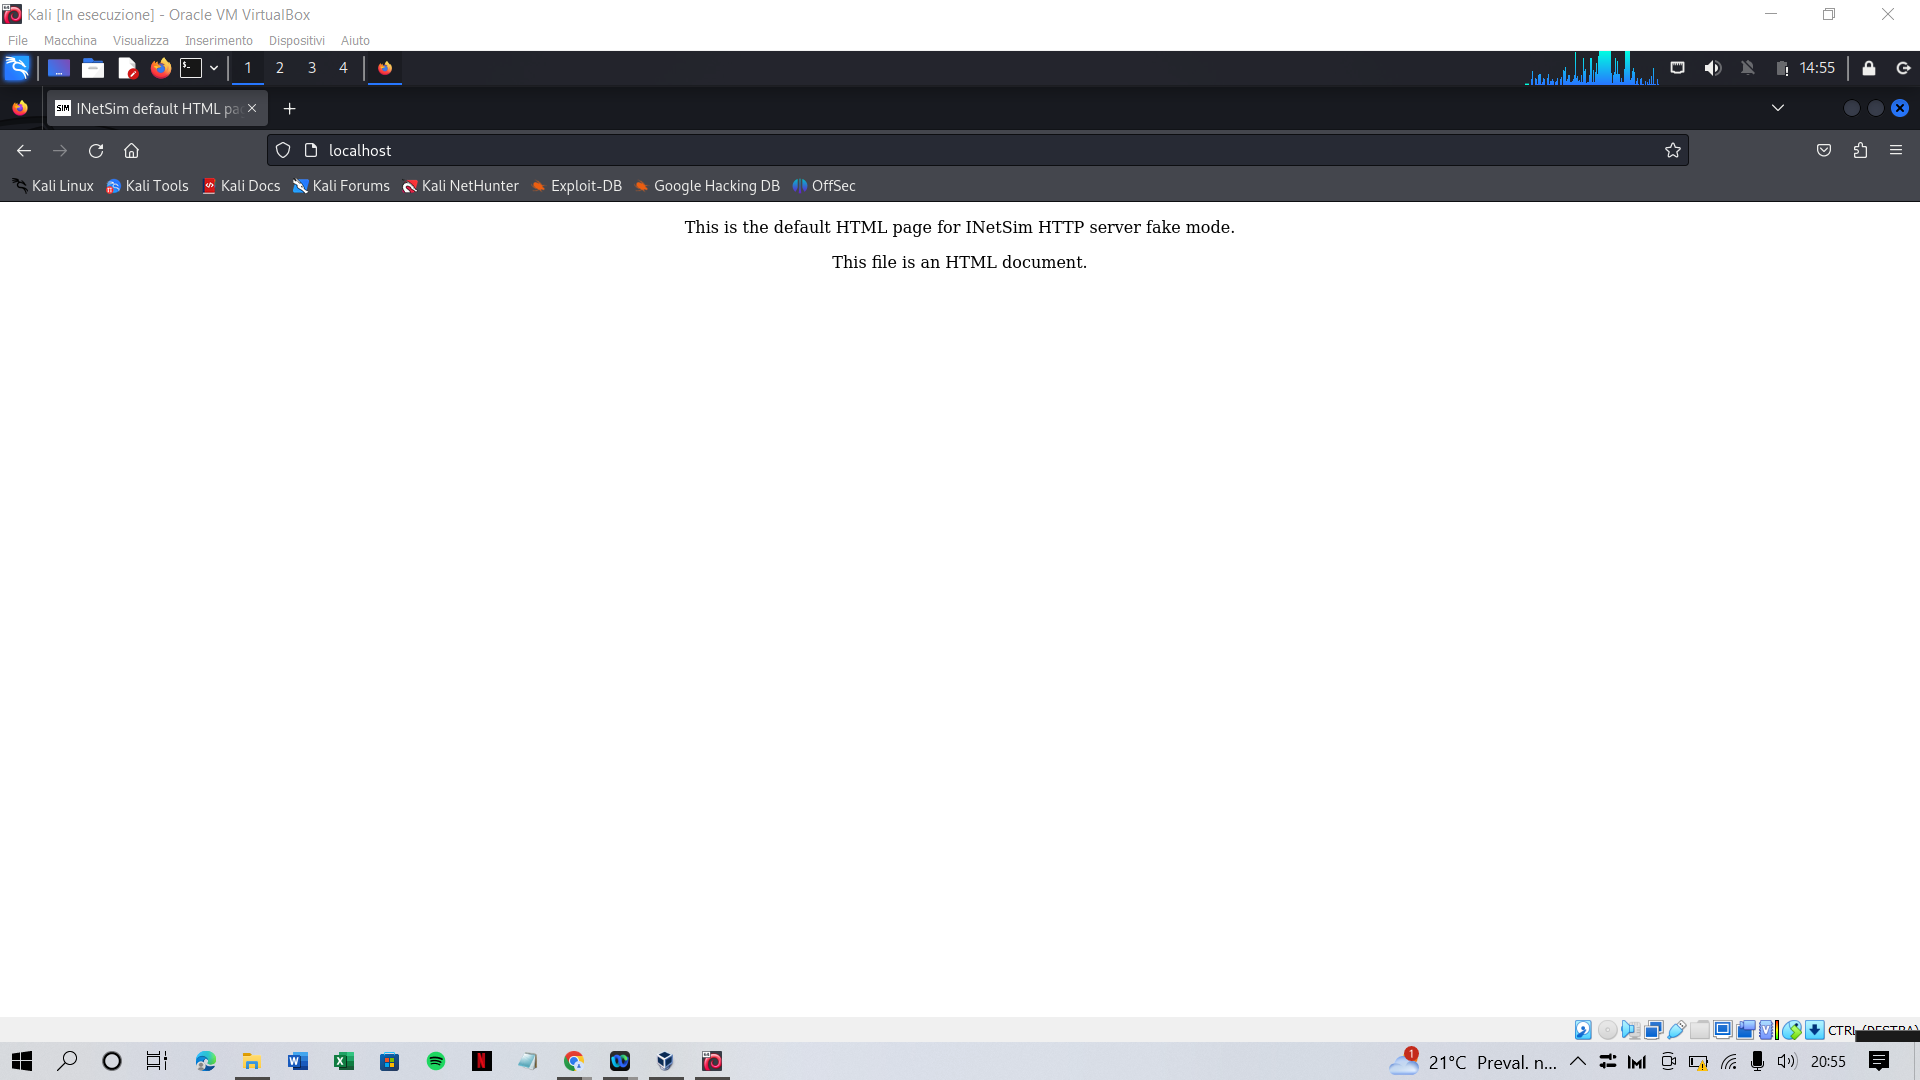 Kali [In esecuzione] - Oracle VM VirtualBox
File Macchina Visualizza Inserimento Dispositivi Aiuto
1 2 3 4 14:55
SIM INetSim default HTML pa
localhost
Kali Linux Kali Tools Kali Docs Kali Forums Kali NetHunter Exploit-DB Google Hacking DB OffSec
This is the default HTML page for INetSim HTTP server fake mode.
This file is an HTML document.
CTRL (DESTRA)
1 21°C Preval. n... 20:55